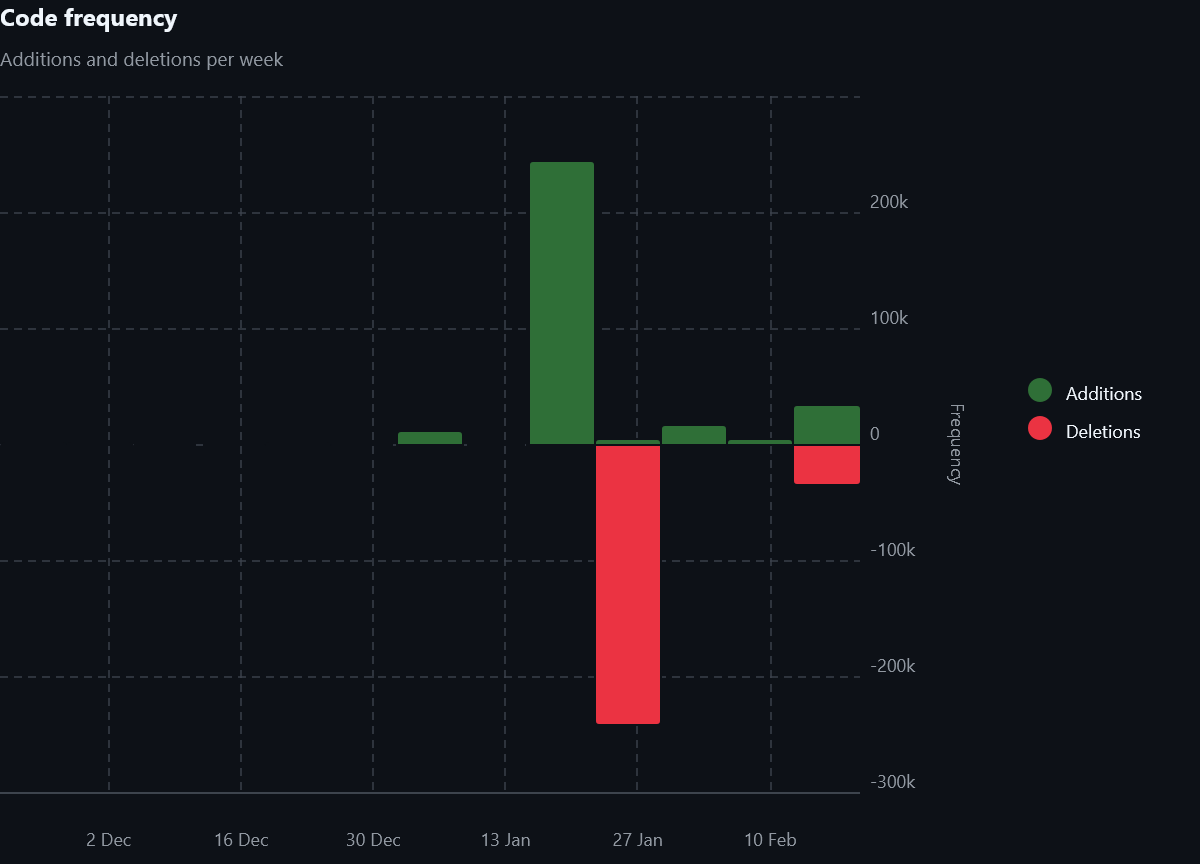 Code frequency
Additions and deletions per week
200k
100k
0
-100k
-200k
-300k
Frequency
Additions
Deletions
2 Dec
16 Dec
30 Dec
13 Jan
27 Jan
10 Feb